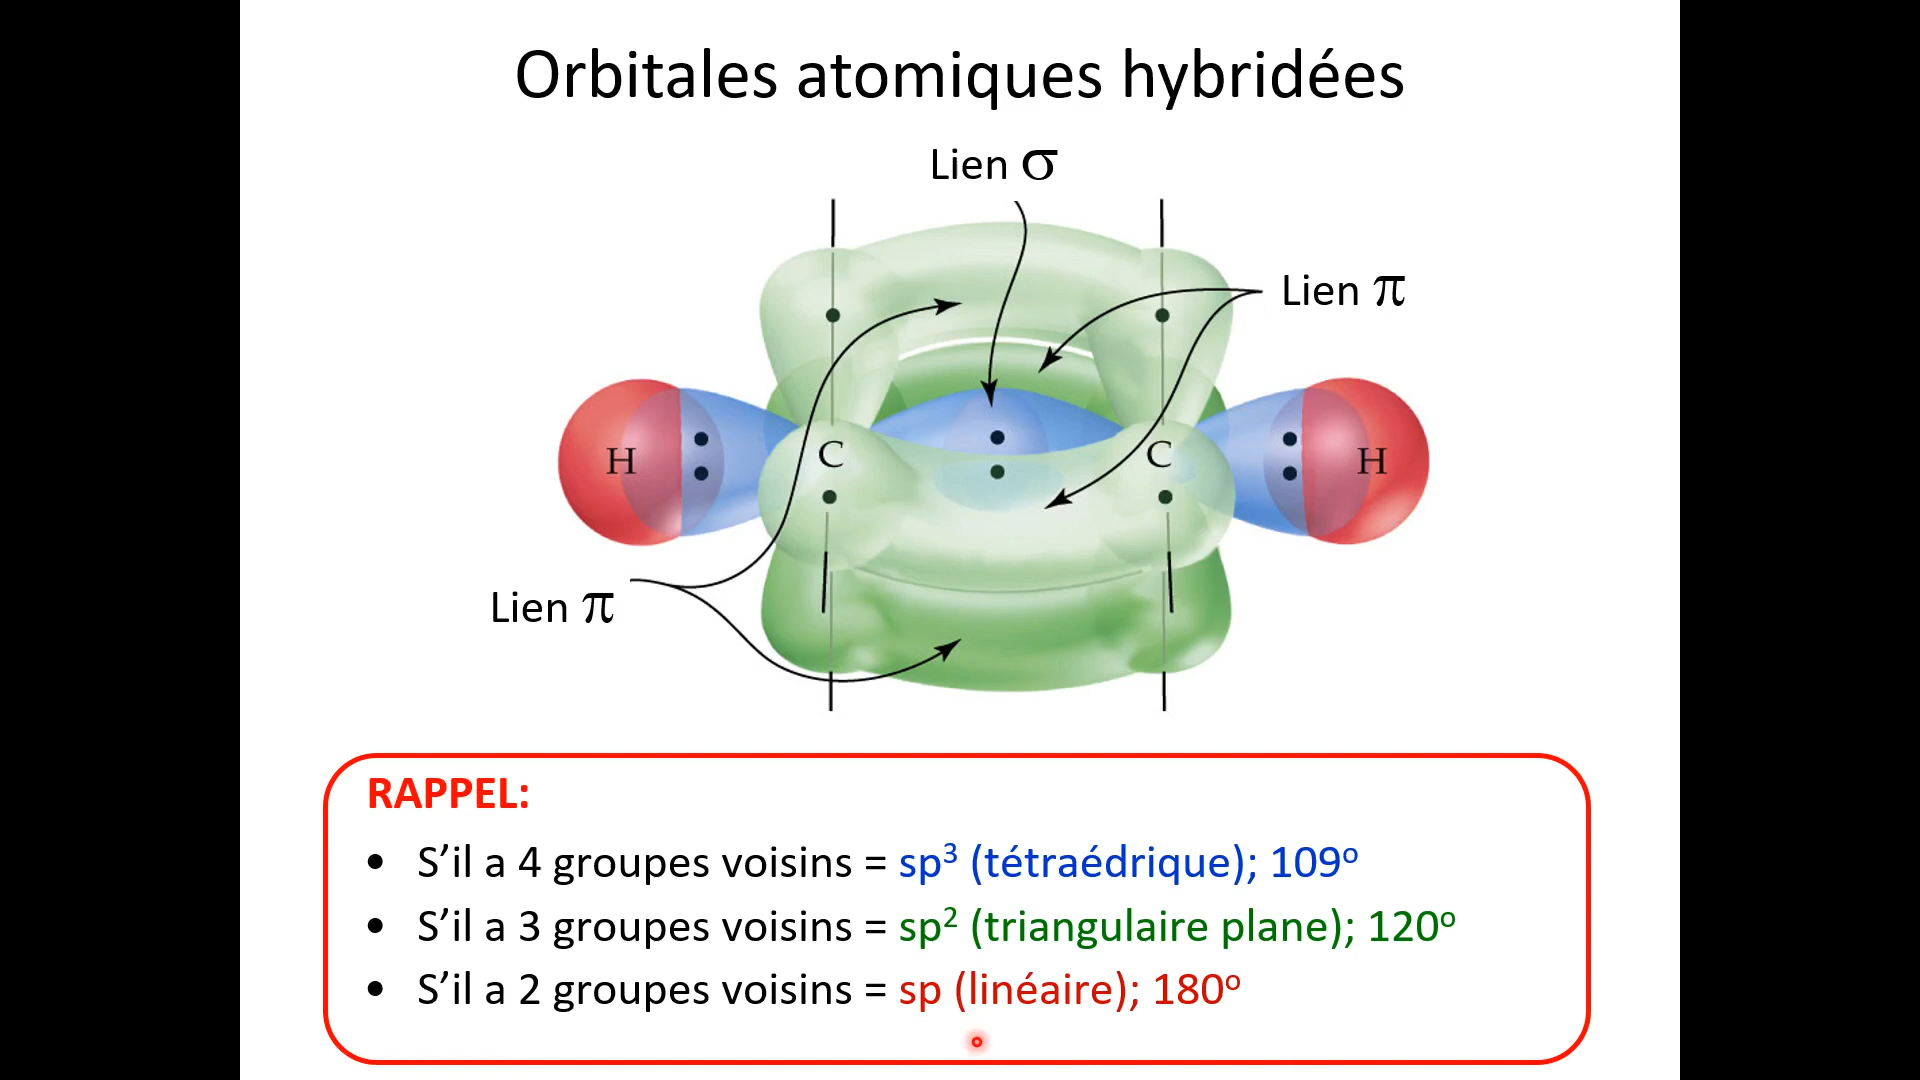 Orbitales atomiques hybridées
Lien σ
Lien π
H
C
C
H
Lien π
RAPPEL:
• S’il a 4 groupes voisins = sp³ (tétraédrique); 109º
• S’il a 3 groupes voisins = sp² (triangulaire plane); 120º
• S’il a 2 groupes voisins = sp (linéaire); 180º